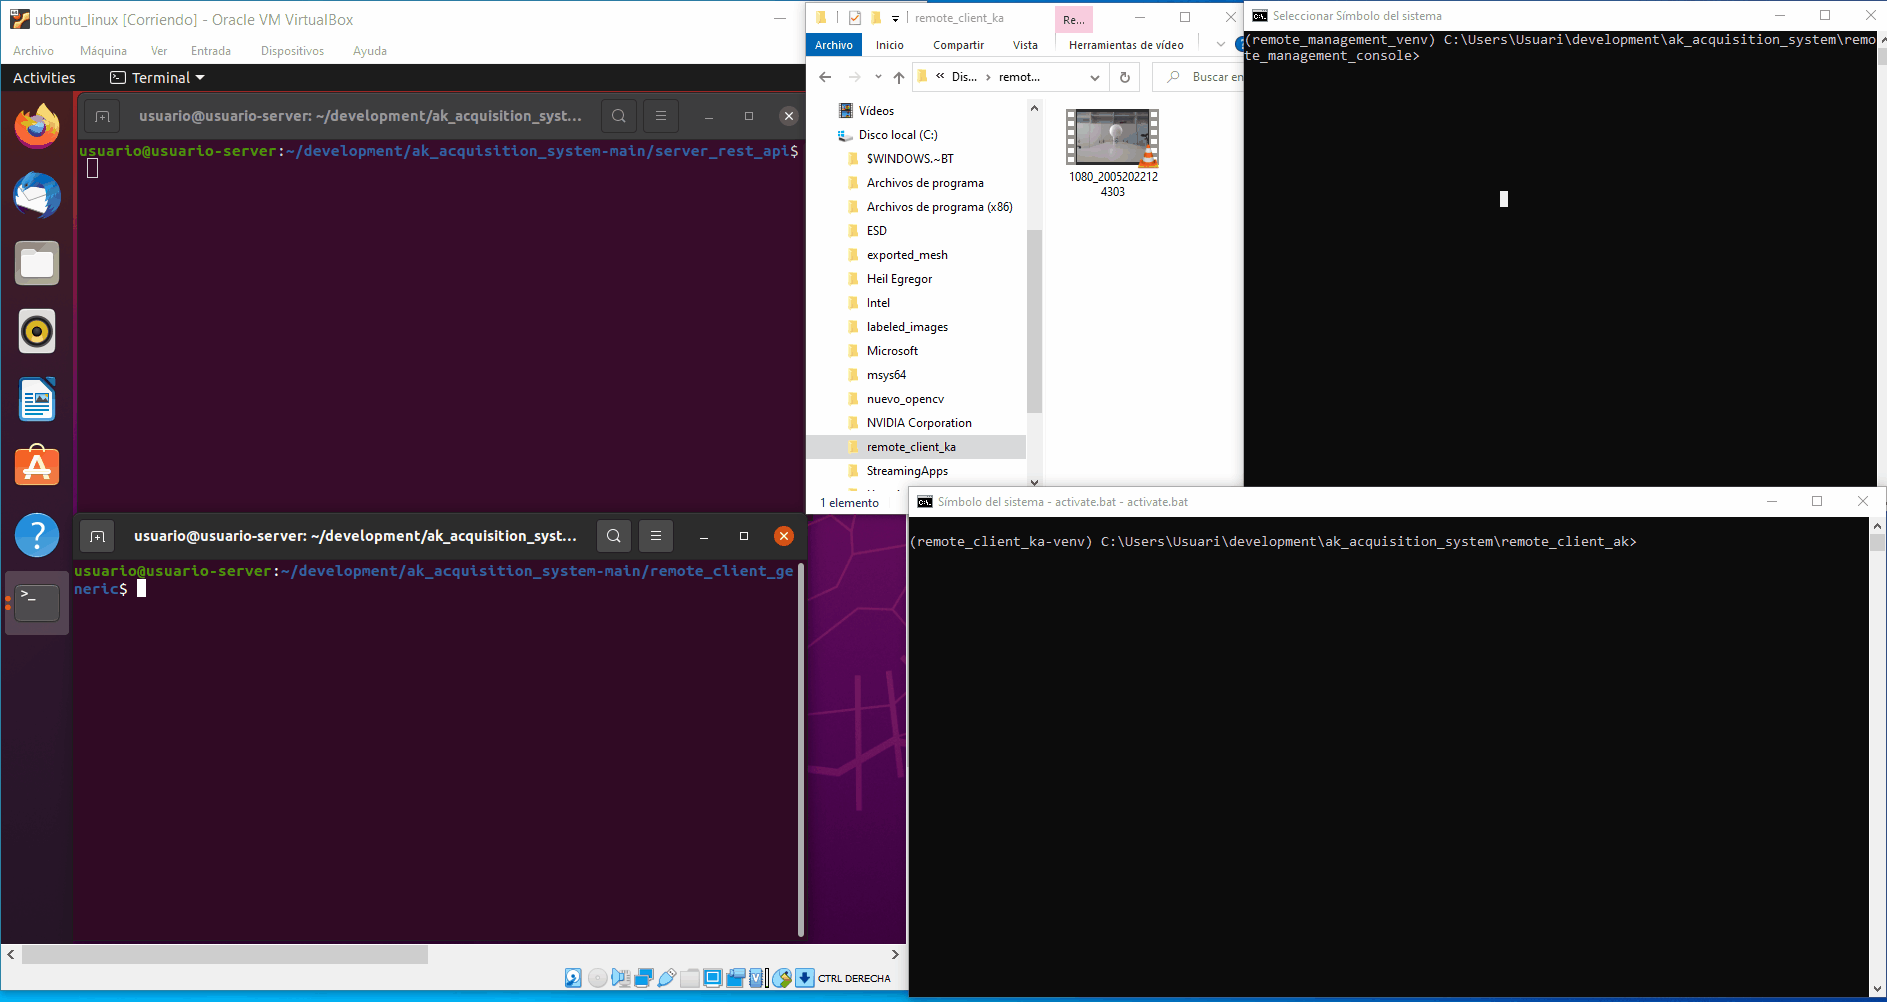 ubuntu_linux [Corriendo] - Oracle VM VirtualBox
Archivo Máquina Ver Entrada Dispositivos Ayuda
Activities Terminal
usuario@usuario-server: ~/development/ak_acquisition_syst...
usuario@usuario-server:~/development/ak_acquisition_system-main/server_rest_api$
usuario@usuario-server: ~/development/ak_acquisition_syst...
usuario@usuario-server:~/development/ak_acquisition_system-main/remote_client_ge
neric$
CTRL DERECHA
remote_client_ka
Re...
Archivo Inicio Compartir Vista Herramientas de vídeo
« Dis... › remot...
Buscar en
Vídeos
Disco local (C:)
$WINDOWS.~BT
Archivos de programa
Archivos de programa (x86)
ESD
exported_mesh
Heil Egregor
Intel
labeled_images
Microsoft
msys64
nuevo_opencv
NVIDIA Corporation
remote_client_ka
StreamingApps
1 elemento
1080_2005202212
4303
Seleccionar Símbolo del sistema
(remote_management_venv) C:\Users\Usuari\development\ak_acquisition_system\remo
te_management_console>
Símbolo del sistema - activate.bat - activate.bat
(remote_client_ka-venv) C:\Users\Usuari\development\ak_acquisition_system\remote_client_ak>